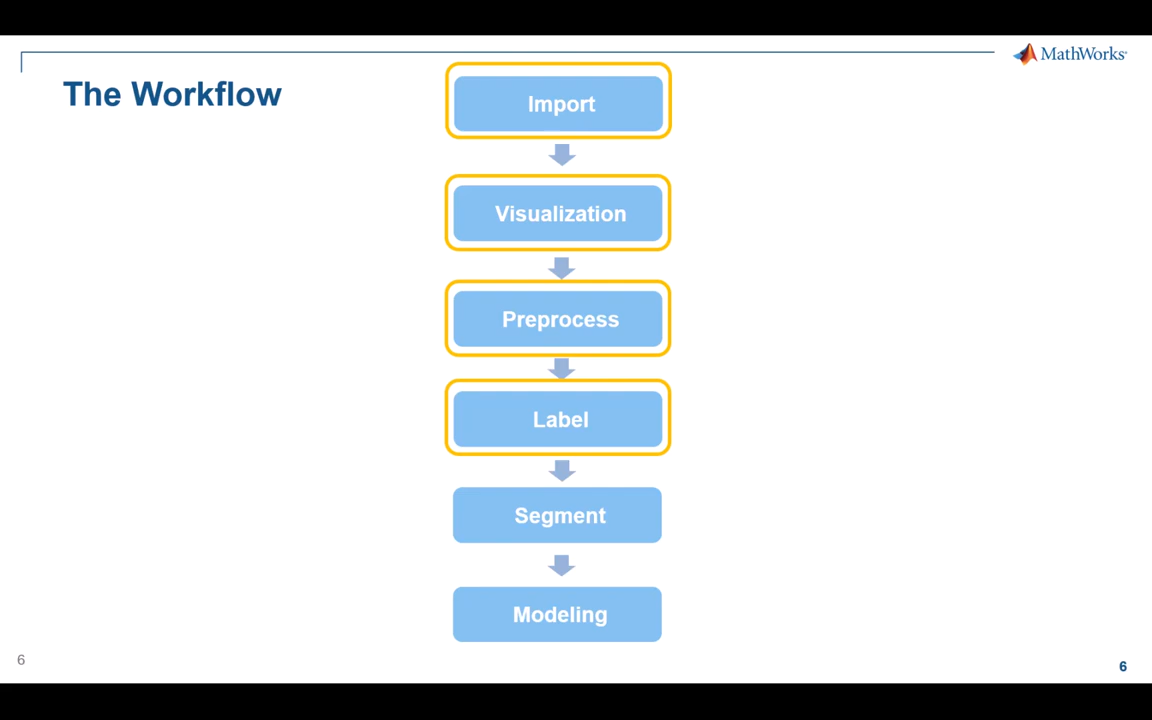 MathWorks
The Workflow
Import
Visualization
Preprocess
Label
Segment
Modeling
6
6